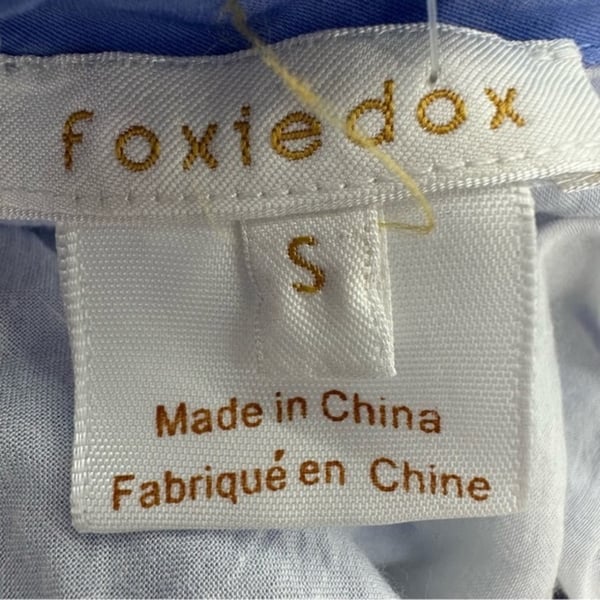 foxiedox
S
Made in China
Fabriqué en Chine